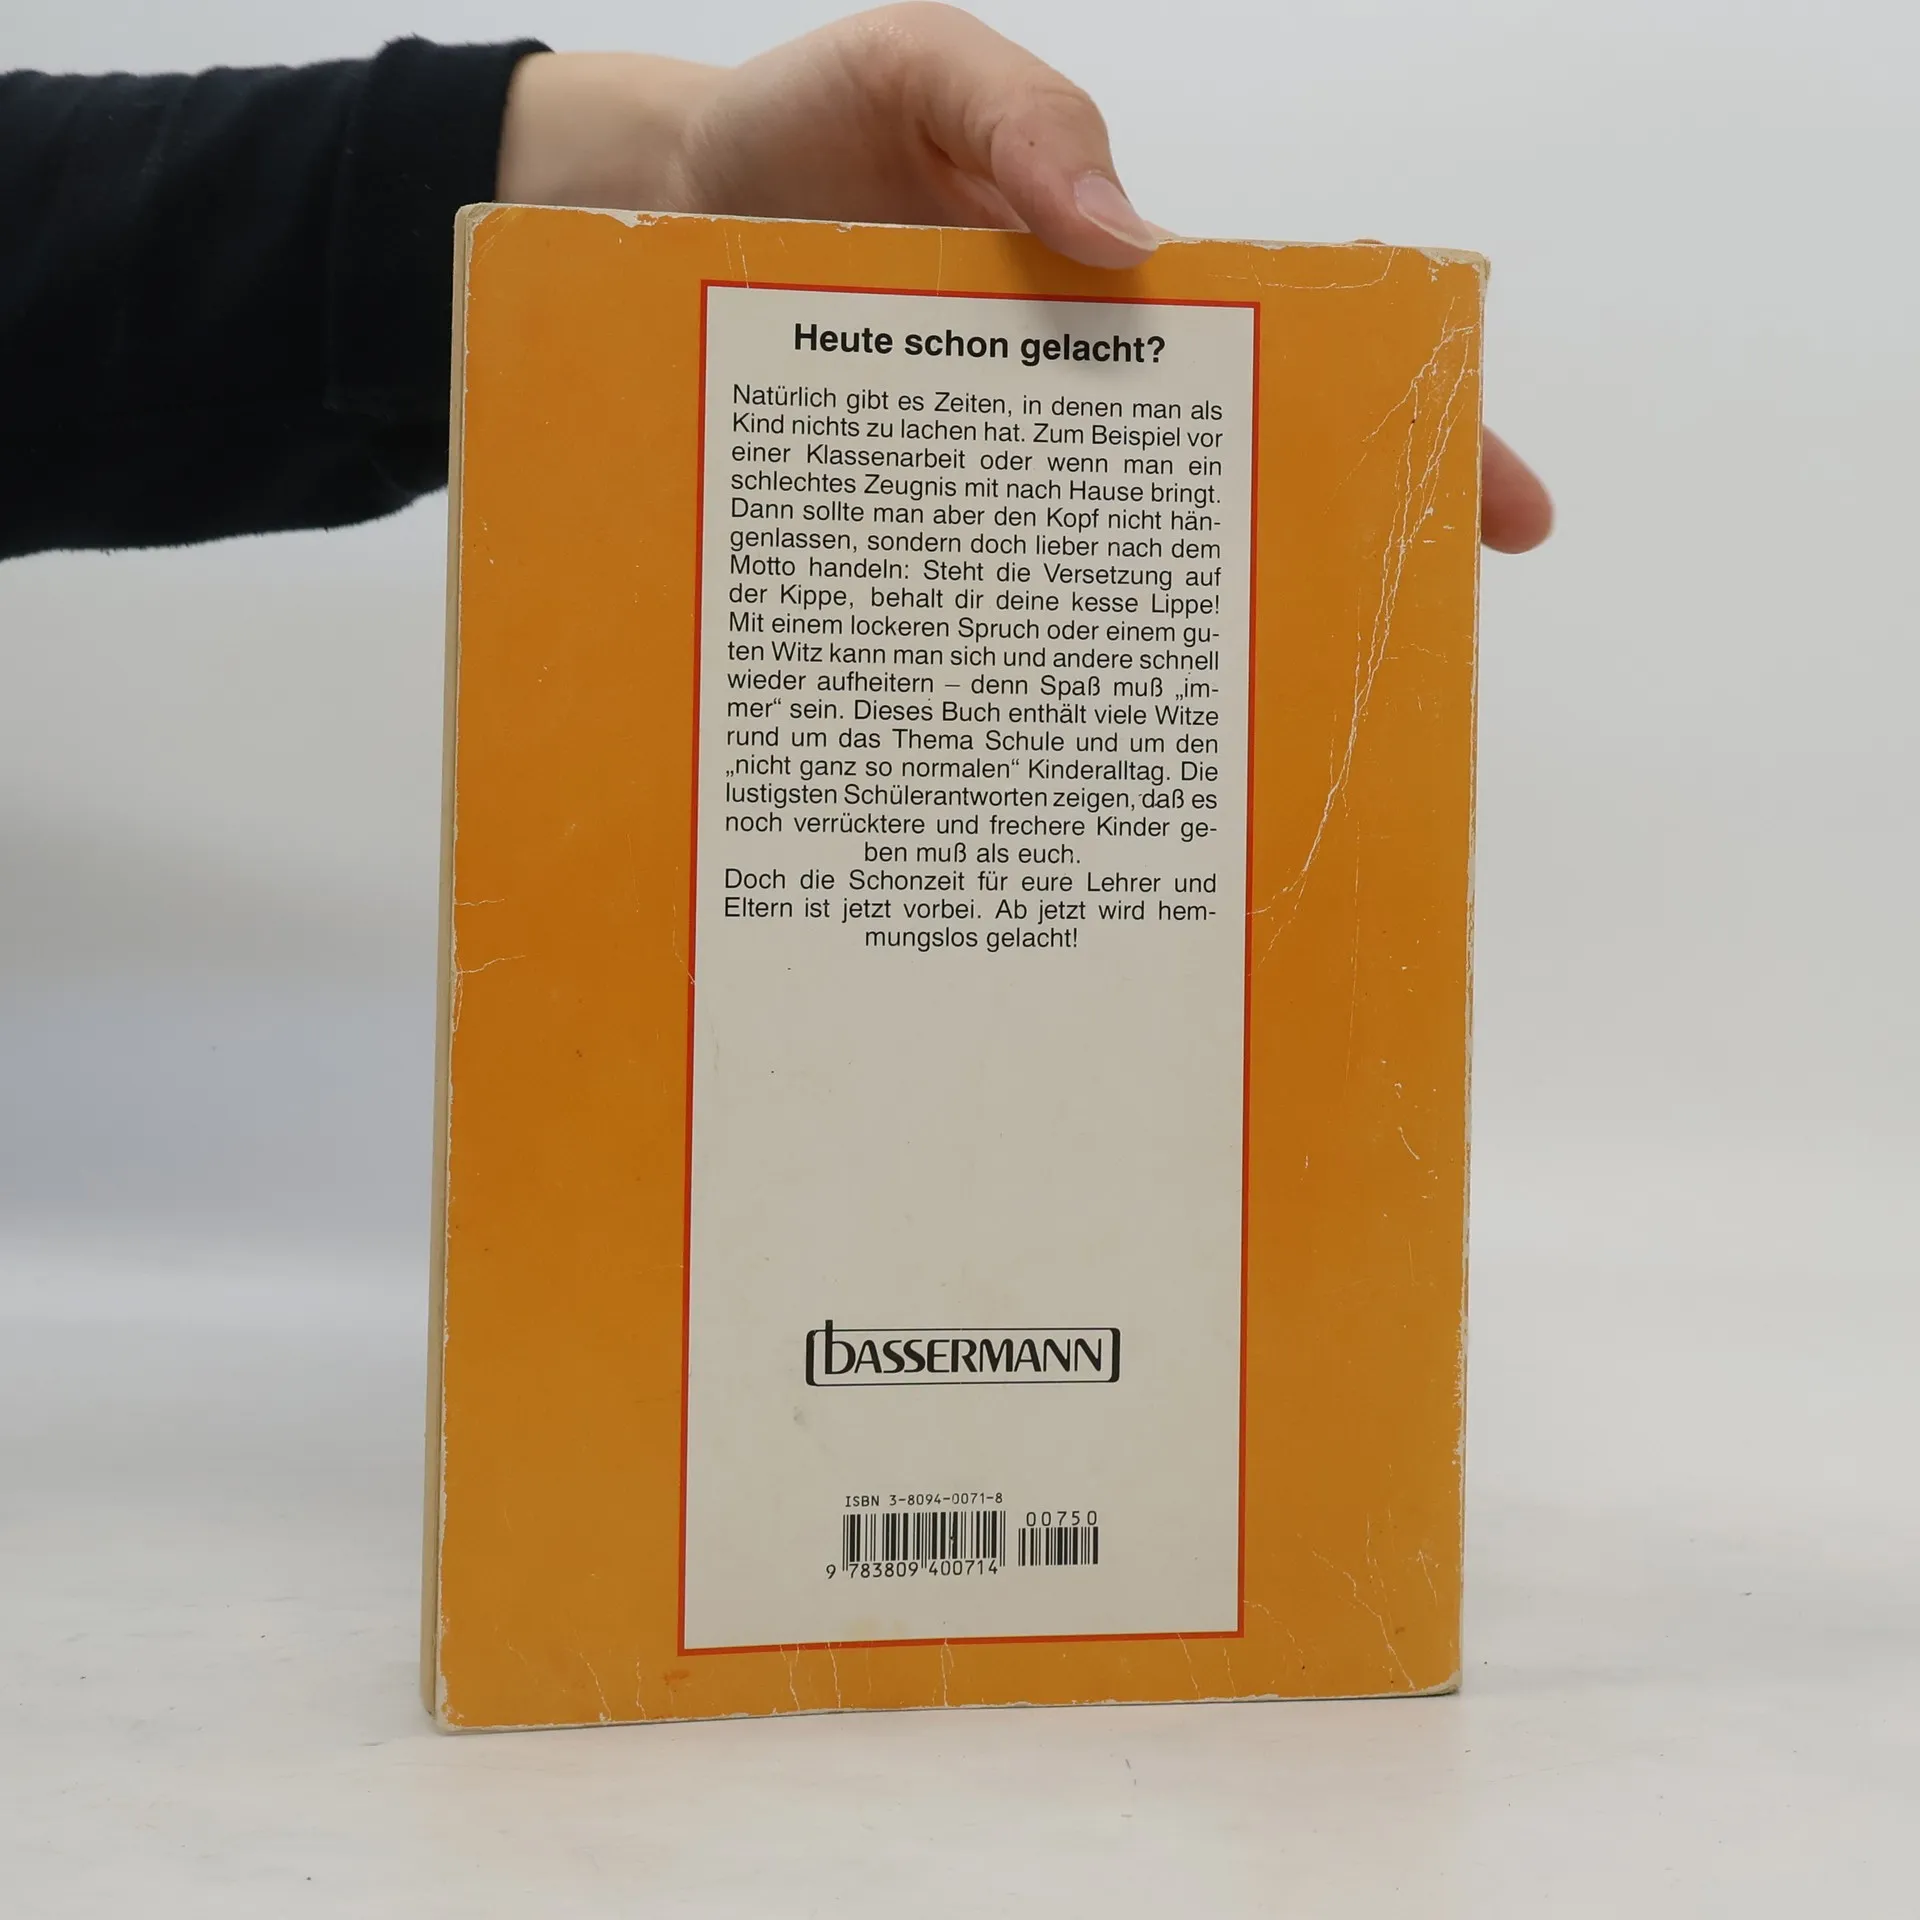 Heute schon gelacht?
Natürlich gibt es Zeiten, in denen man als
Kind nichts zu lachen hat. Zum Beispiel vor
einer Klassenarbeit oder wenn man ein
schlechtes Zeugnis mit nach Hause bringt.
Dann sollte man aber den Kopf nicht hän-
genlassen, sondern doch lieber nach dem
Motto handeln: Steht die Versetzung auf
der Kippe, behalt dir deine kesse Lippe!
Mit einem lockeren Spruch oder einem gu-
ten Witz kann man sich und andere schnell
wieder aufheitern – denn Spaß muß „im-
mer“ sein. Dieses Buch enthält viele Witze
rund um das Thema Schule und um den
„nicht ganz so normalen“ Kinderalltag. Die
lustigsten Schülerantworten zeigen, daß es
noch verrücktere und frechere Kinder ge-
ben muß als euch.
Doch die Schonzeit für eure Lehrer und
Eltern ist jetzt vorbei. Ab jetzt wird hem-
mungslos gelacht!
bASSERMANN
ISBN 3-8094-0071-8
00750
9 783809 400714